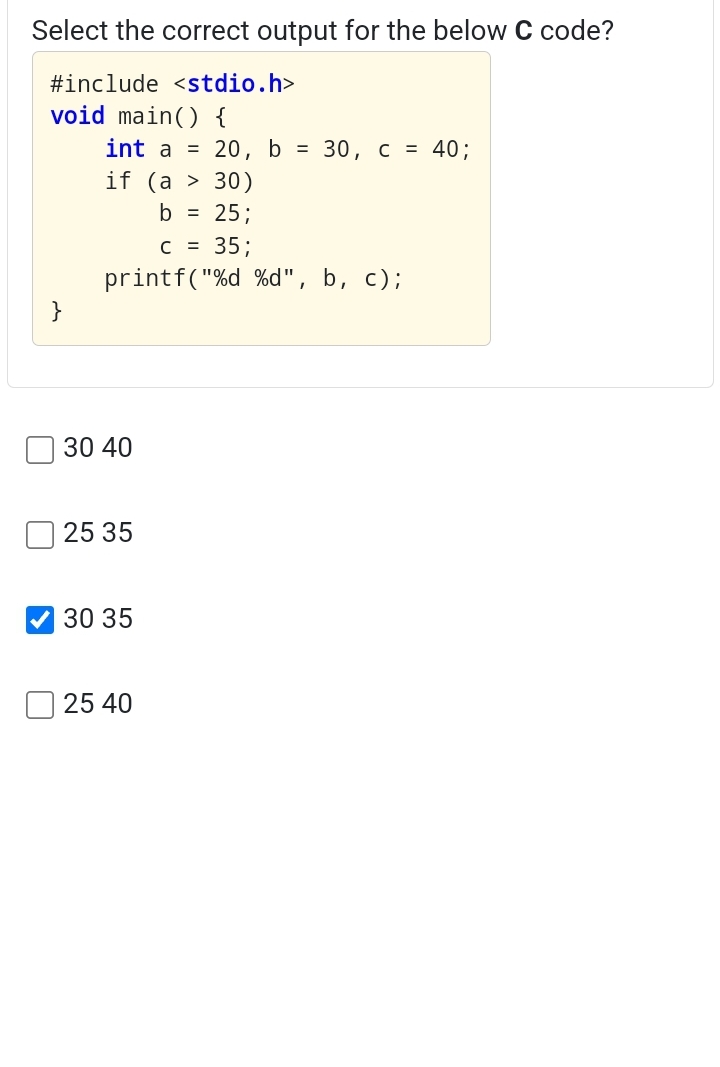 Select the correct output for the below C code?
#include <stdio.h>
void main() {
    int a = 20, b = 30, c = 40;
    if (a > 30)
        b = 25;
        c = 35;
    printf("%d %d", b, c);
}
30 40
25 35
30 35
25 40